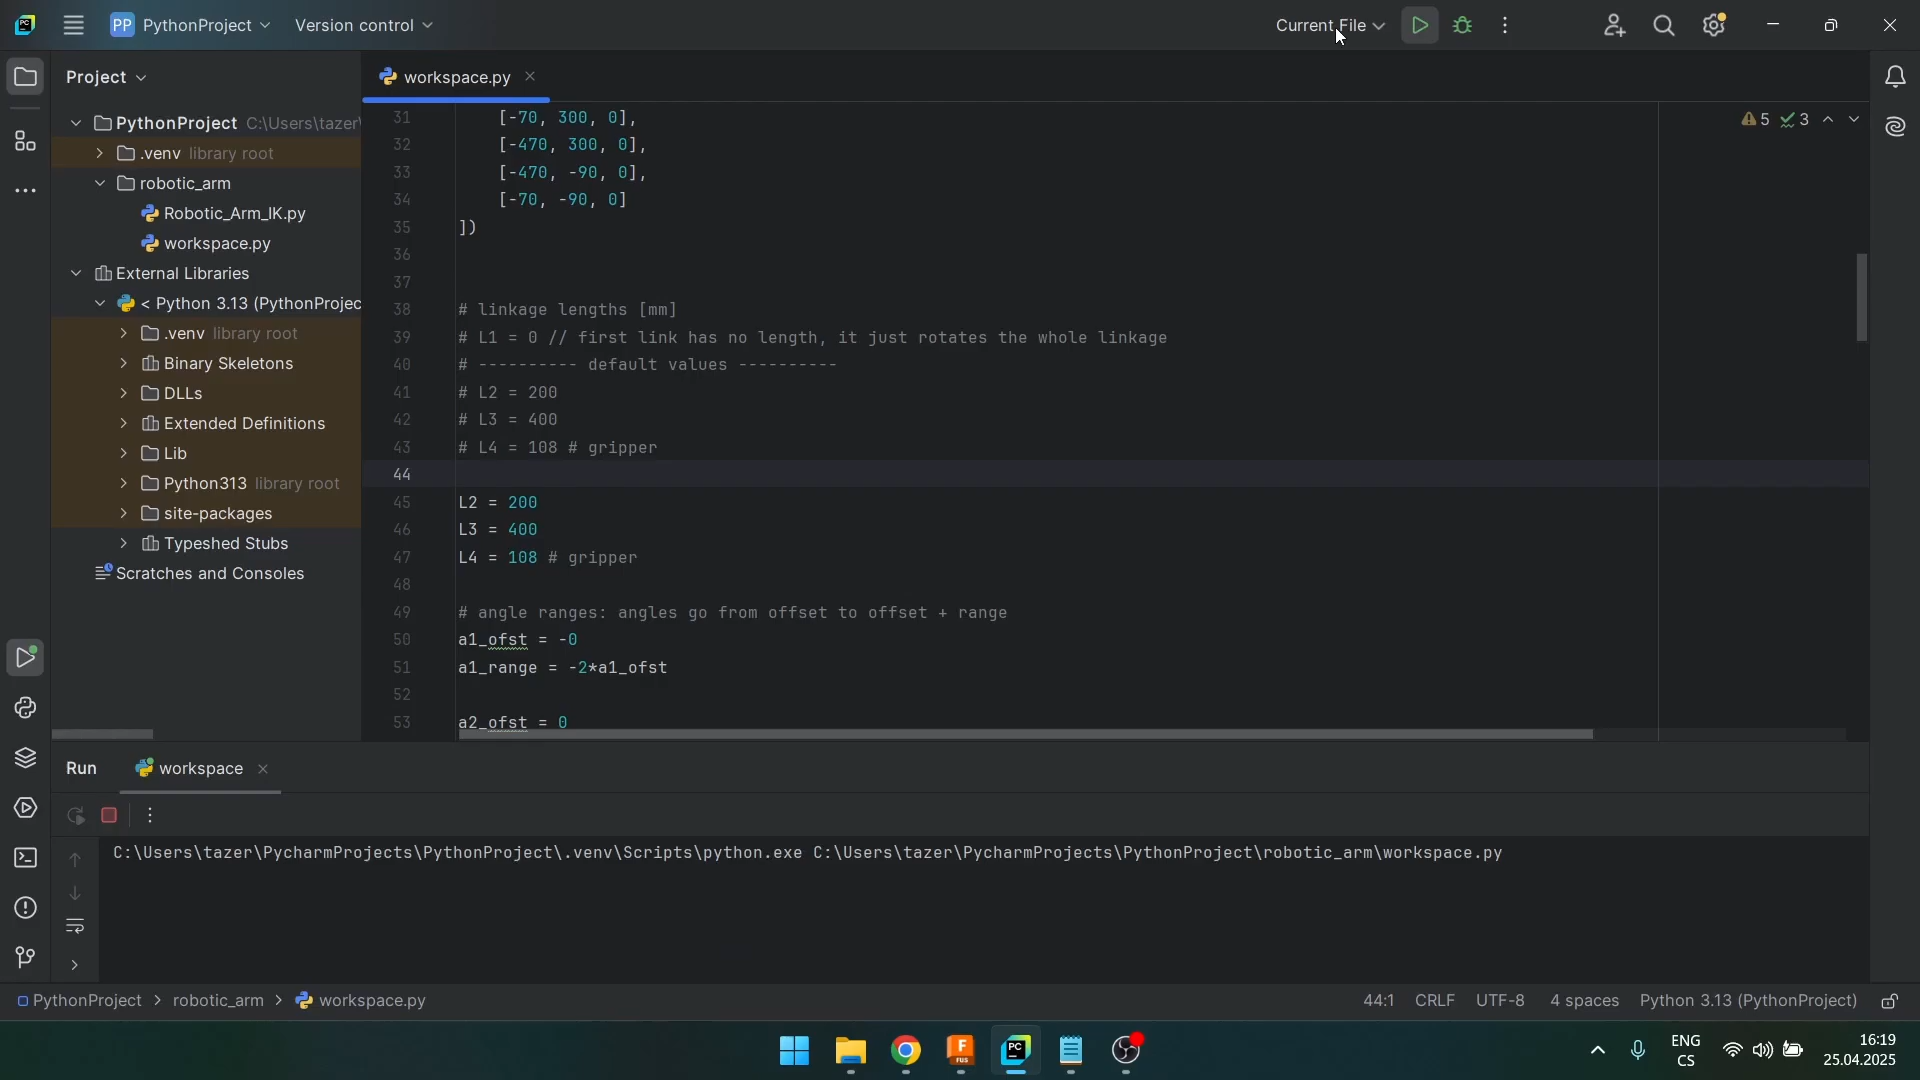 PC
PP PythonProject
Version control
Current File
Project
workspace.py
PythonProject C:\Users\tazer\
.venv library root
robotic_arm
Robotic_Arm_IK.py
workspace.py
External Libraries
< Python 3.13 (PythonProjec
.venv library root
Binary Skeletons
DLLs
Extended Definitions
Lib
Python313 library root
site-packages
Typeshed Stubs
Scratches and Consoles
5 3
31 [-70, 300, 0],
32 [-470, 300, 0],
33 [-470, -90, 0],
34 [-70, -90, 0]
35 ])
36
37
38 # linkage lengths [mm]
39 # L1 = 0 // first link has no length, it just rotates the whole linkage
40 # ---------- default values ----------
41 # L2 = 200
42 # L3 = 400
43 # L4 = 108 # gripper
44
45 L2 = 200
46 L3 = 400
47 L4 = 108 # gripper
48
49 # angle ranges: angles go from offset to offset + range
50 a1_ofst = -0
51 a1_range = -2*a1_ofst
52
53 a2_ofst = 0
Run
workspace
C:\Users\tazer\PycharmProjects\PythonProject\.venv\Scripts\python.exe C:\Users\tazer\PycharmProjects\PythonProject\robotic_arm\workspace.py
PythonProject > robotic_arm > workspace.py
44:1 CRLF UTF-8 4 spaces Python 3.13 (PythonProject)
F
FUS
PC
ENG
CS
16:19
25.04.2025